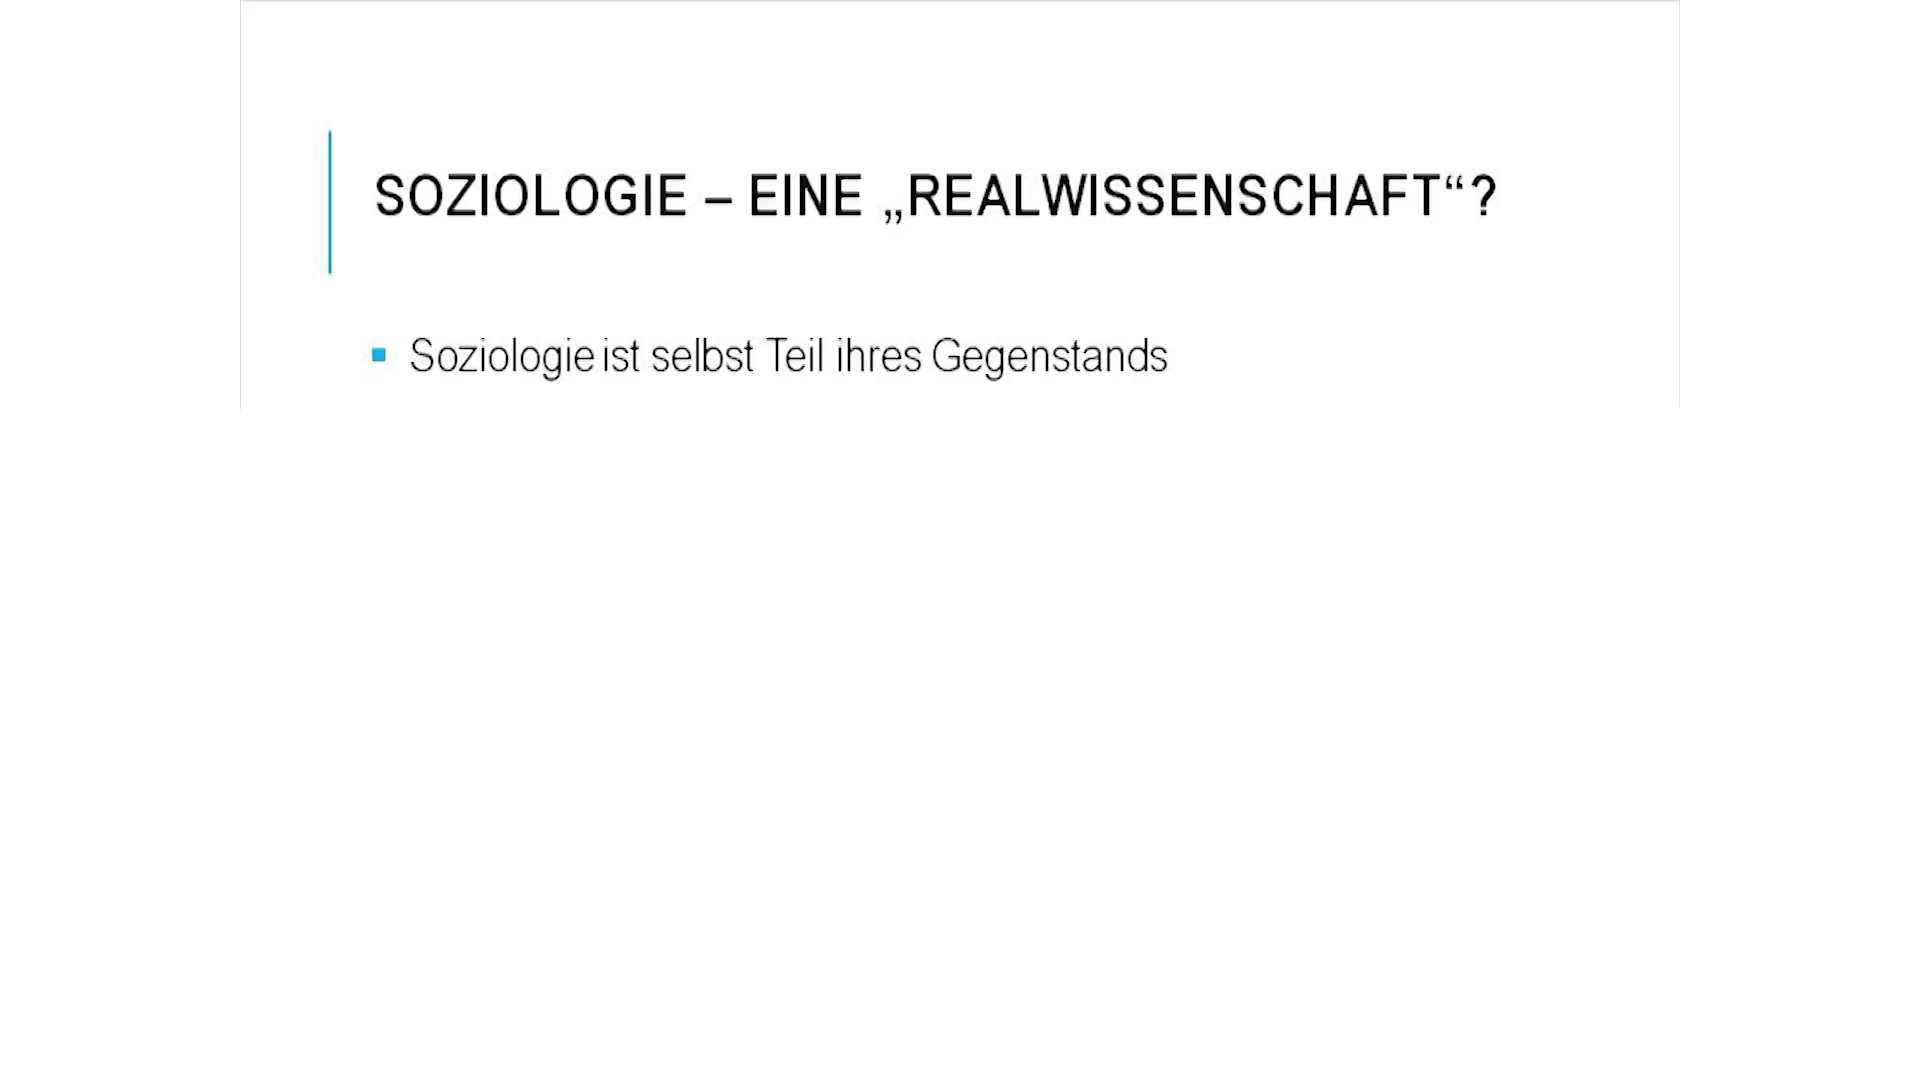 SOZIOLOGIE – EINE „REALWISSENSCHAFT“?
Soziologie ist selbst Teil ihres Gegenstands